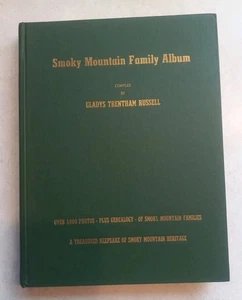 Smoky Mountain Family Album
COMPILED
BY
GLADYS TRENTHAM RUSSELL
OVER 1000 PHOTOS - PLUS GENEALOGY - OF SMOKY MOUNTAIN FAMILIES
A TREASURED KEEPSAKE OF SMOKY MOUNTAIN HERITAGE